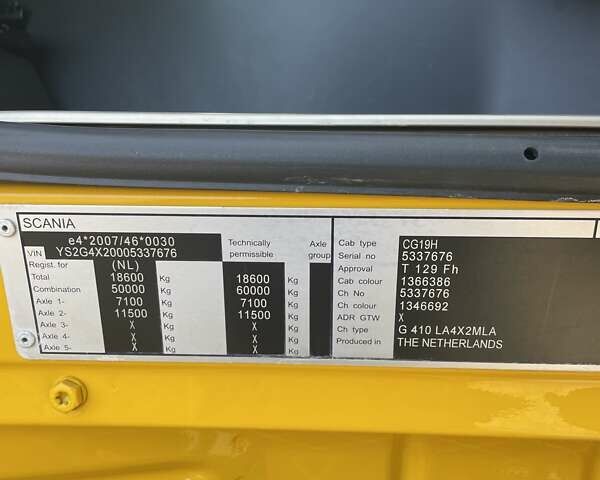 SCANIA
e4*2007/46*0030
VIN YS2G4X20005337676
Technically permissible
Axle group
Regist. for (NL)
Total 18600 Kg 18600 Kg
Combination 50000 Kg 60000 Kg
Axle 1- 7100 Kg 7100 Kg
Axle 2- 11500 Kg 11500 Kg
Axle 3- X Kg X Kg
Axle 4- X Kg X Kg
Axle 5- X Kg X Kg
Cab type CG19H
Serial no 5337676
Approval T 129 Fh
Cab colour 1366386
Ch No 5337676
Ch colour 1346692
ADR GTW X
Ch type G 410 LA4X2MLA
Produced in THE NETHERLANDS